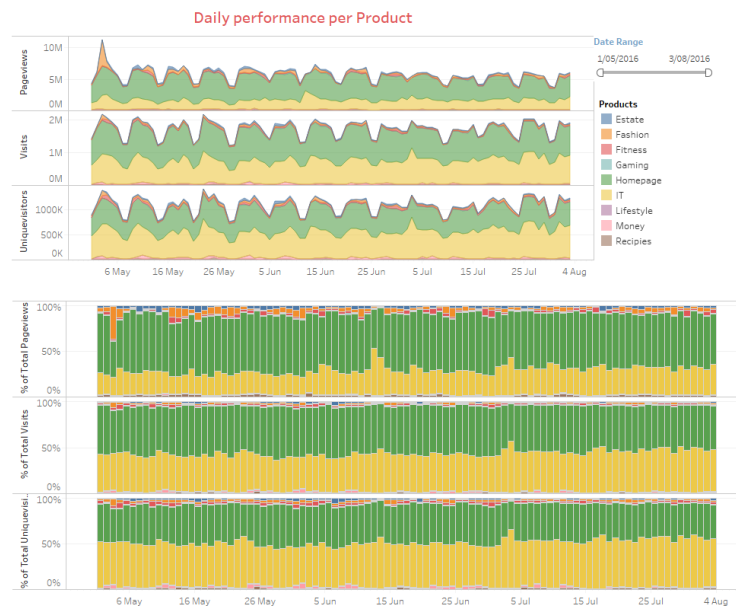 Daily performance per Product
Date Range
1/05/2016 3/08/2016
Pageviews
10M
5M
0M
Visits
2M
1M
0M
Uniquevisitors
1000K
500K
0K
6 May 16 May 26 May 5 Jun 15 Jun 25 Jun 5 Jul 15 Jul 25 Jul 4 Aug
Products
Estate
Fashion
Fitness
Gaming
Homepage
IT
Lifestyle
Money
Recipies
% of Total Pageviews
100%
50%
0%
% of Total Visits
100%
50%
0%
% of Total Uniquevisi..
100%
50%
0%
6 May 16 May 26 May 5 Jun 15 Jun 25 Jun 5 Jul 15 Jul 25 Jul 4 Aug